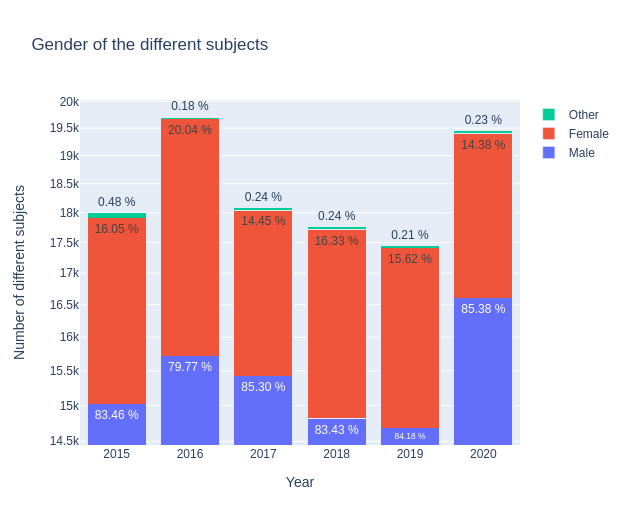 Gender of the different subjects
Other
Female
Male
Number of different subjects
20k
19.5k
19k
18.5k
18k
17.5k
17k
16.5k
16k
15.5k
15k
14.5k
0.48 %
16.05 %
83.46 %
0.18 %
20.04 %
79.77 %
0.24 %
14.45 %
85.30 %
0.24 %
16.33 %
83.43 %
0.21 %
15.62 %
84.18 %
0.23 %
14.38 %
85.38 %
2015 2016 2017 2018 2019 2020
Year